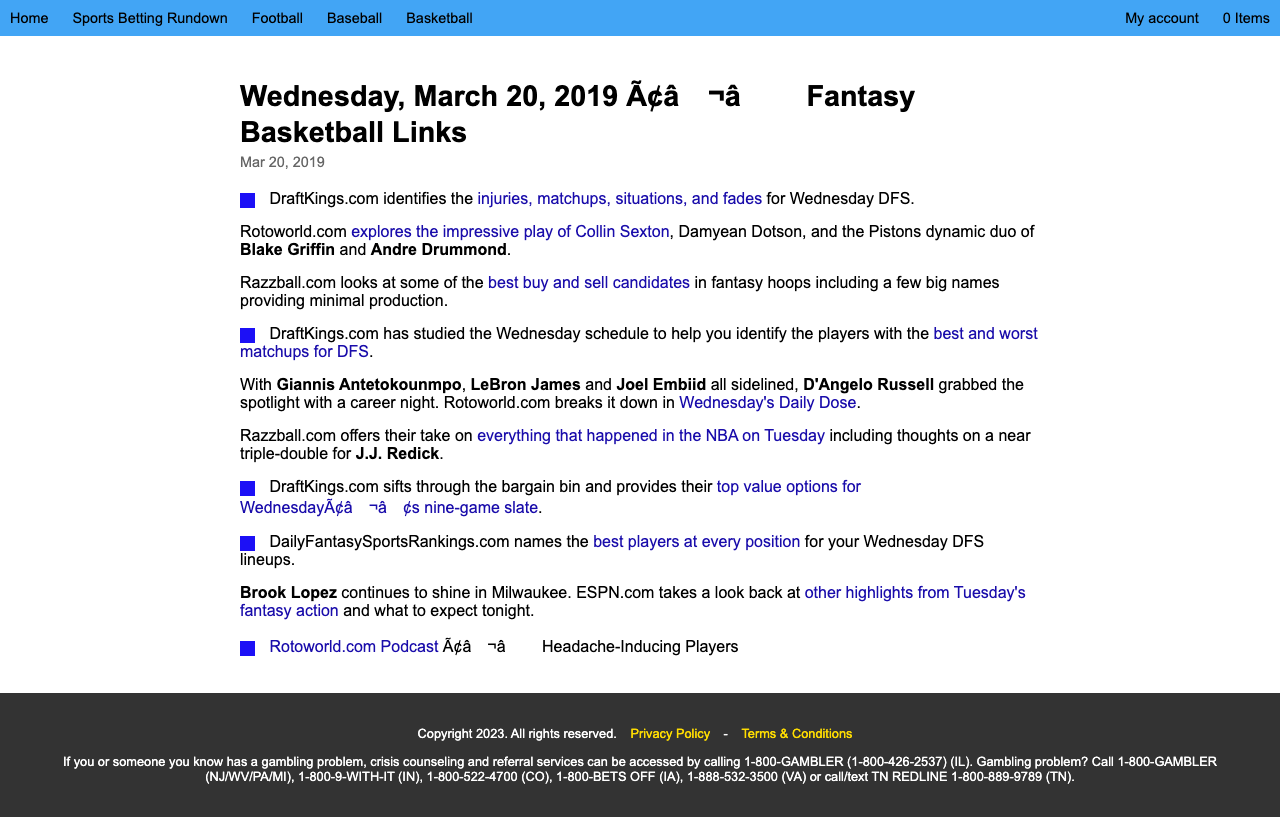 Home Sports Betting Rundown Football Baseball Basketball My account 0 Items
Wednesday, March 20, 2019 Ã¢â ¬â Fantasy
Basketball Links
Mar 20, 2019
DraftKings.com identifies the injuries, matchups, situations, and fades for Wednesday DFS.
Rotoworld.com explores the impressive play of Collin Sexton, Damyean Dotson, and the Pistons dynamic duo of
Blake Griffin and Andre Drummond.
Razzball.com looks at some of the best buy and sell candidates in fantasy hoops including a few big names
providing minimal production.
DraftKings.com has studied the Wednesday schedule to help you identify the players with the best and worst
matchups for DFS.
With Giannis Antetokounmpo, LeBron James and Joel Embiid all sidelined, D'Angelo Russell grabbed the
spotlight with a career night. Rotoworld.com breaks it down in Wednesday's Daily Dose.
Razzball.com offers their take on everything that happened in the NBA on Tuesday including thoughts on a near
triple-double for J.J. Redick.
DraftKings.com sifts through the bargain bin and provides their top value options for
WednesdayÃ¢â ¬â ¢s nine-game slate.
DailyFantasySportsRankings.com names the best players at every position for your Wednesday DFS
lineups.
Brook Lopez continues to shine in Milwaukee. ESPN.com takes a look back at other highlights from Tuesday's
fantasy action and what to expect tonight.
Rotoworld.com Podcast Ã¢â ¬â Headache-Inducing Players
Copyright 2023. All rights reserved. Privacy Policy - Terms & Conditions
If you or someone you know has a gambling problem, crisis counseling and referral services can be accessed by calling 1-800-GAMBLER (1-800-426-2537) (IL). Gambling problem? Call 1-800-GAMBLER
(NJ/WV/PA/MI), 1-800-9-WITH-IT (IN), 1-800-522-4700 (CO), 1-800-BETS OFF (IA), 1-888-532-3500 (VA) or call/text TN REDLINE 1-800-889-9789 (TN).